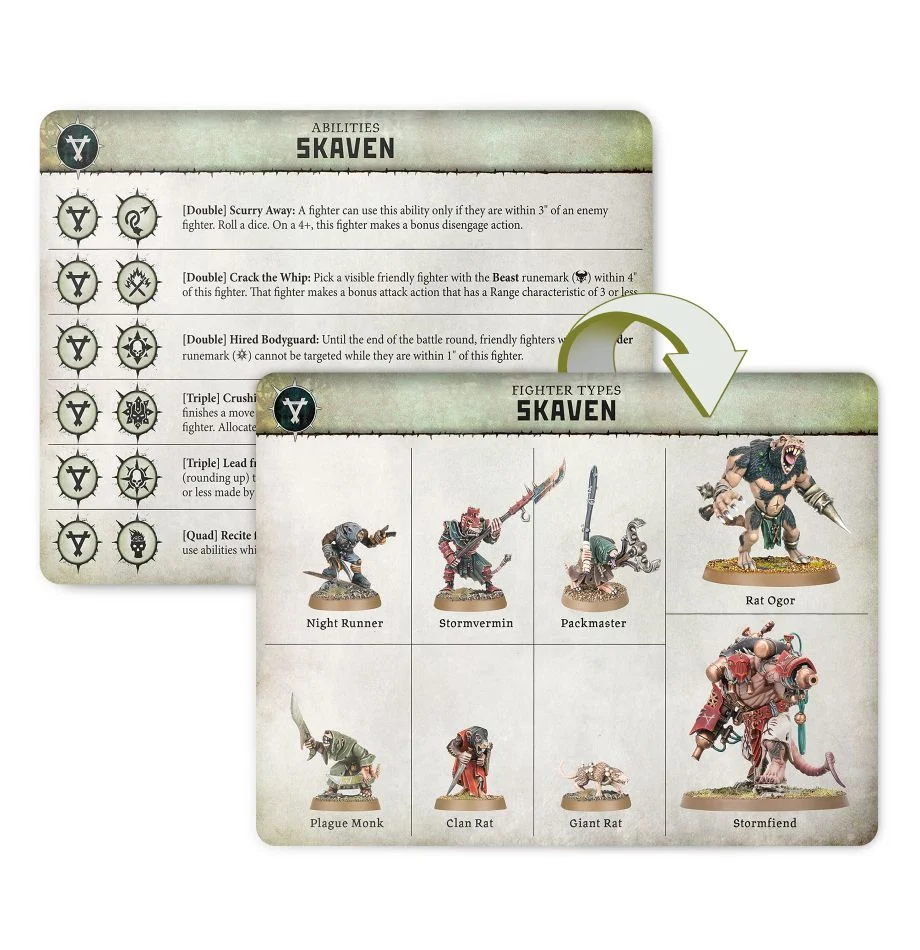 ABILITIES
SKAVEN
[Double] Scurry Away: A fighter can use this ability only if they are within 3" of an enemy
fighter. Roll a dice. On a 4+, this fighter makes a bonus disengage action.
[Double] Crack the Whip: Pick a visible friendly fighter with the Beast runemark () within 4"
of this fighter. That fighter makes a bonus attack action that has a Range characteristic of 3 or less
[Double] Hired Bodyguard: Until the end of the battle round, friendly fighters
runemark () cannot be targeted while they are within 1" of this fighter.
[Triple]
finishes a move
fighter. Allocate
[Triple] Lead
(rounding up)
or less made by
[Quad] Recite
use abilities
FIGHTER TYPES
SKAVEN
Night Runner
Stormvermin
Packmaster
Rat Ogor
Plague Monk
Clan Rat
Giant Rat
Stormfiend